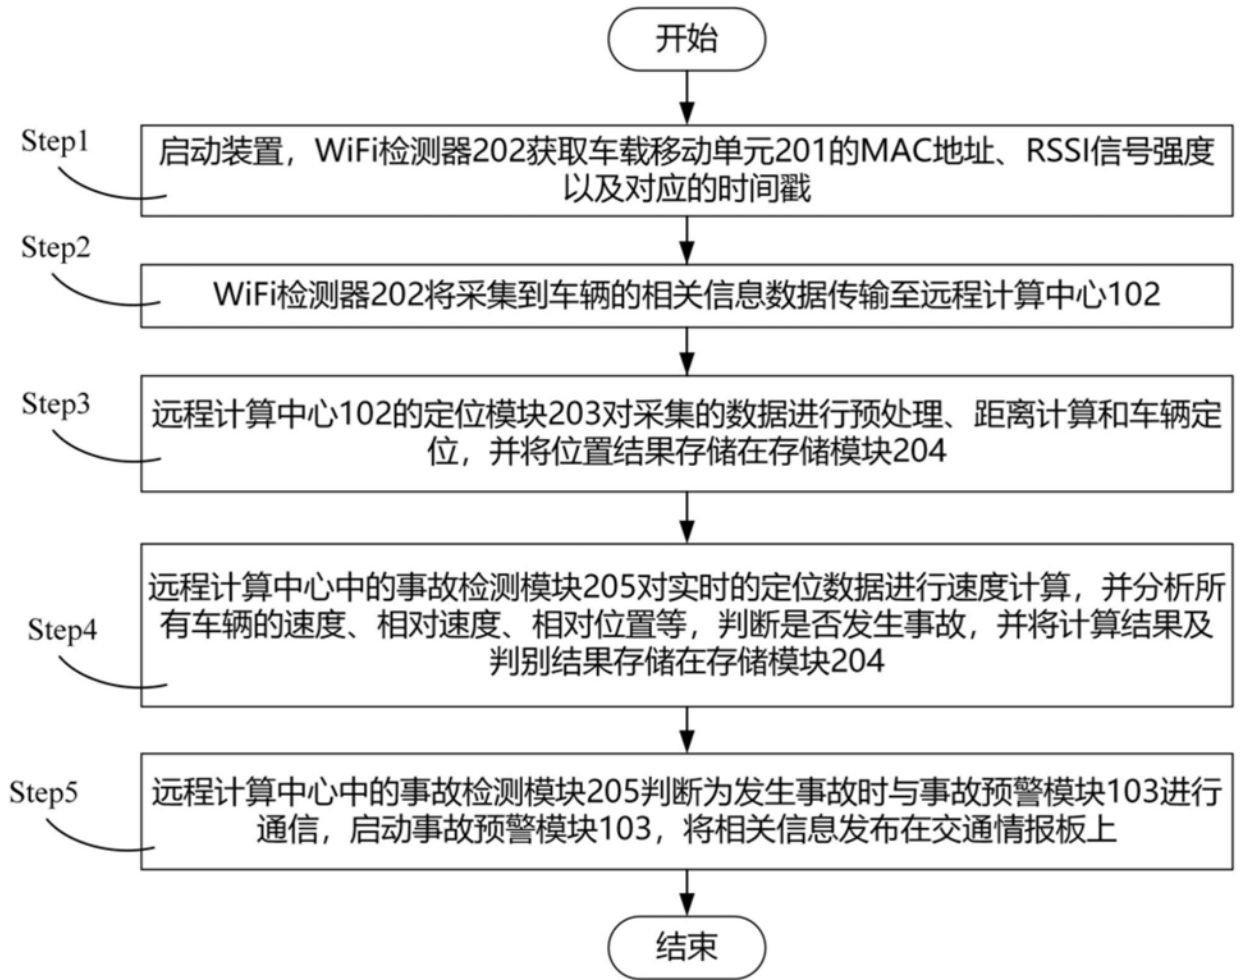 开始
Step1
启动装置，WiFi检测器202获取车载移动单元201的MAC地址、RSSI信号强度
以及对应的时间戳
Step2
WiFi检测器202将采集到车辆的相关信息数据传输至远程计算中心102
Step3
远程计算中心102的定位模块203对采集的数据进行预处理、距离计算和车辆定
位，并将位置结果存储在存储模块204
Step4
远程计算中心中的事故检测模块205对实时的定位数据进行速度计算，并分析所
有车辆的速度、相对速度、相对位置等，判断是否发生事故，并将计算结果及
判别结果存储在存储模块204
Step5
远程计算中心中的事故检测模块205判断为发生事故时与事故预警模块103进行
通信，启动事故预警模块103，将相关信息发布在交通情报板上
结束